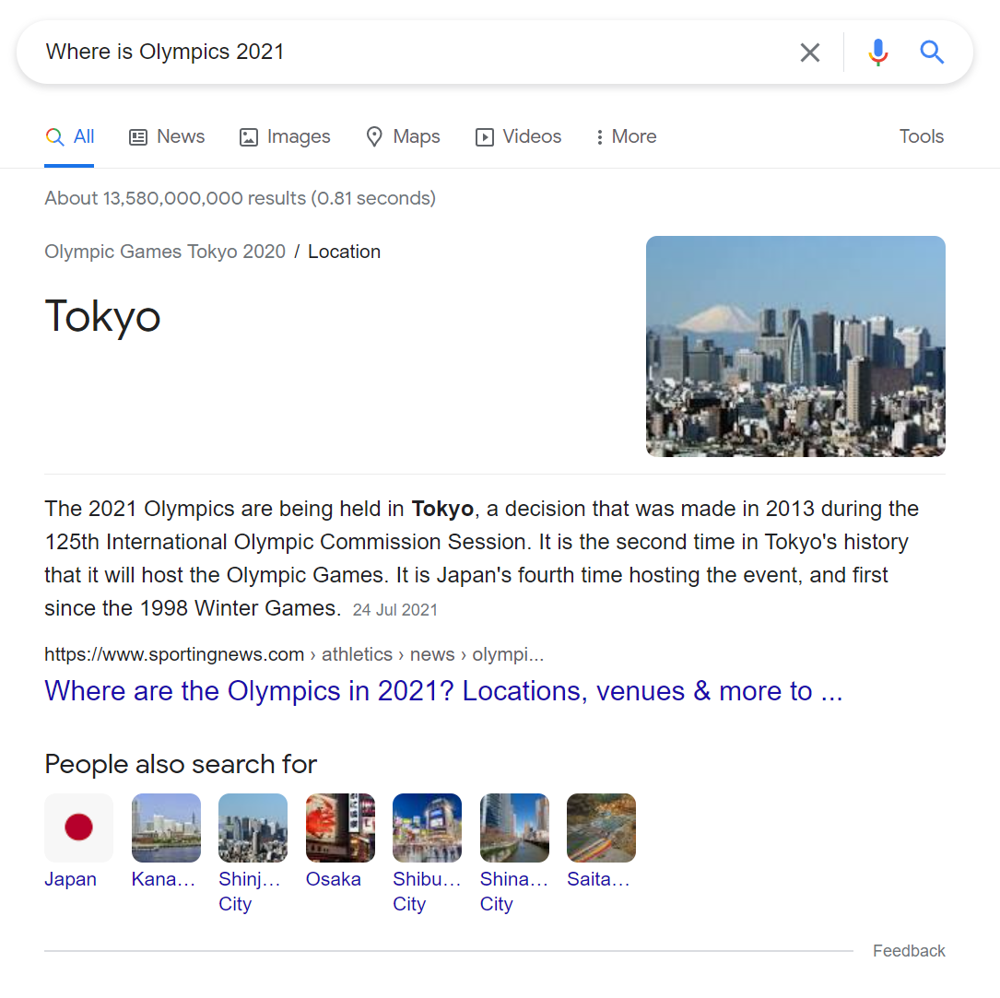 Where is Olympics 2021
All News Images Maps Videos More Tools
About 13,580,000,000 results (0.81 seconds)
Olympic Games Tokyo 2020 / Location
Tokyo
The 2021 Olympics are being held in Tokyo, a decision that was made in 2013 during the
125th International Olympic Commission Session. It is the second time in Tokyo's history
that it will host the Olympic Games. It is Japan's fourth time hosting the event, and first
since the 1998 Winter Games. 24 Jul 2021
https://www.sportingnews.com › athletics › news › olympi...
Where are the Olympics in 2021? Locations, venues & more to ...
People also search for
Japan Kana... Shinj... Osaka Shibu... Shina... Saita...
City City City
Feedback